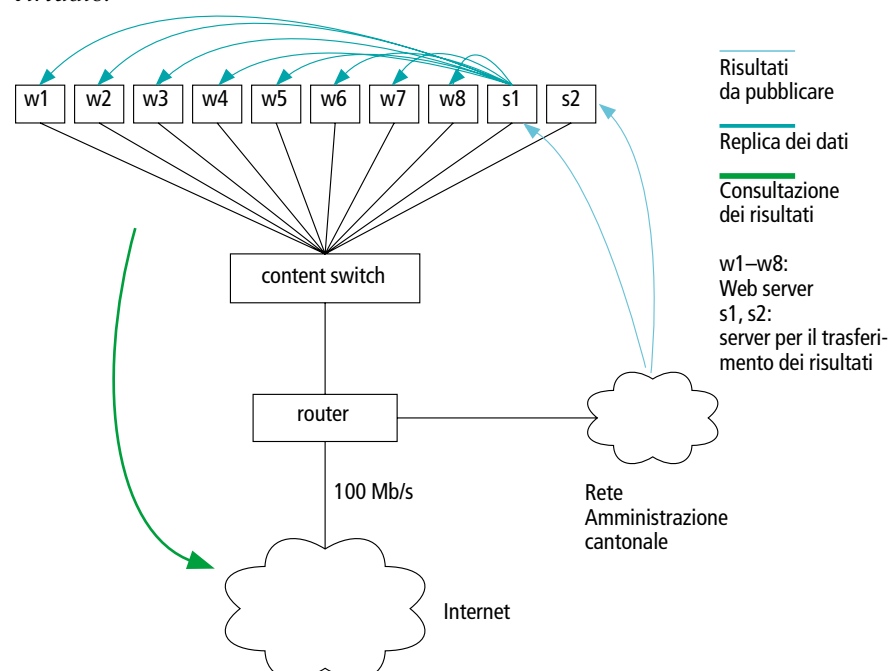 w1 w2 w3 w4 w5 w6 w7 w8 s1 s2
Risultati
da pubblicare
Replica dei dati
Consultazione
dei risultati
w1–w8:
Web server
s1, s2:
server per il trasferi-
mento dei risultati
content switch
router
100 Mb/s
Rete
Amministrazione
cantonale
Internet